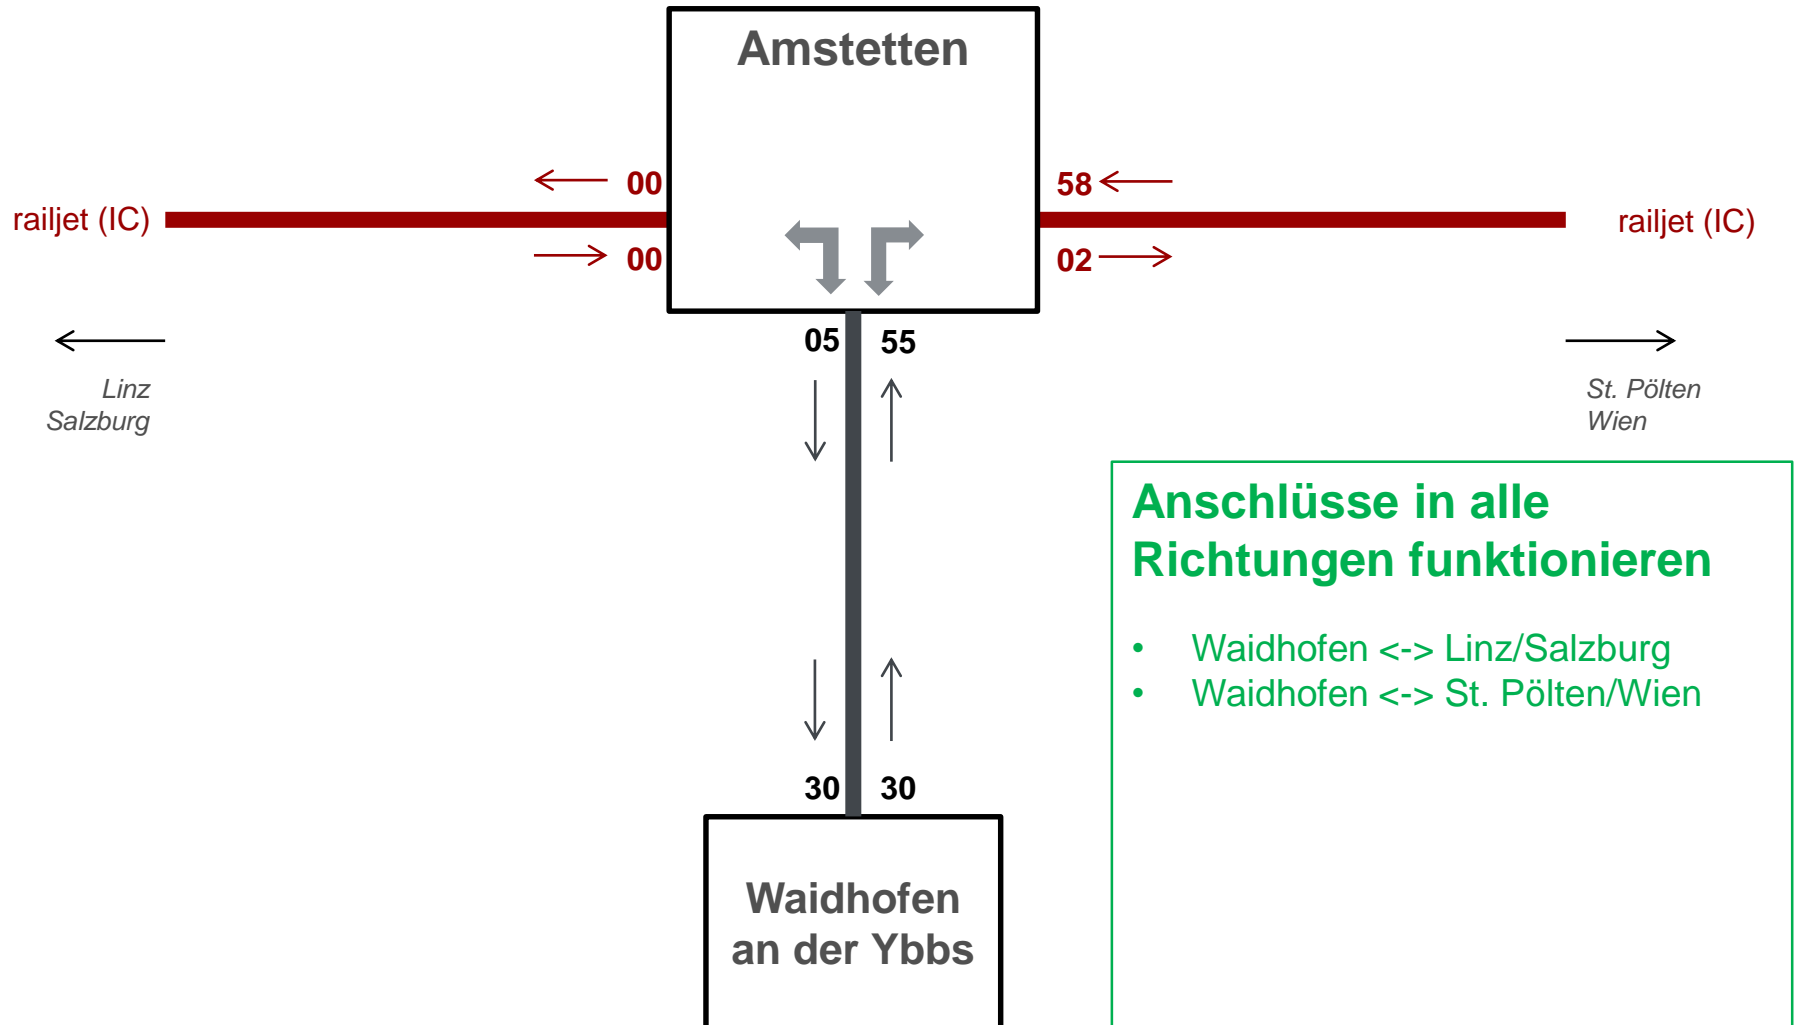 Amstetten
00
58
railjet (IC)
railjet (IC)
00
02
05
55
Linz
Salzburg
St. Pölten
Wien
Anschlüsse in alle
Richtungen funktionieren
• Waidhofen <-> Linz/Salzburg
• Waidhofen <-> St. Pölten/Wien
30
30
Waidhofen
an der Ybbs